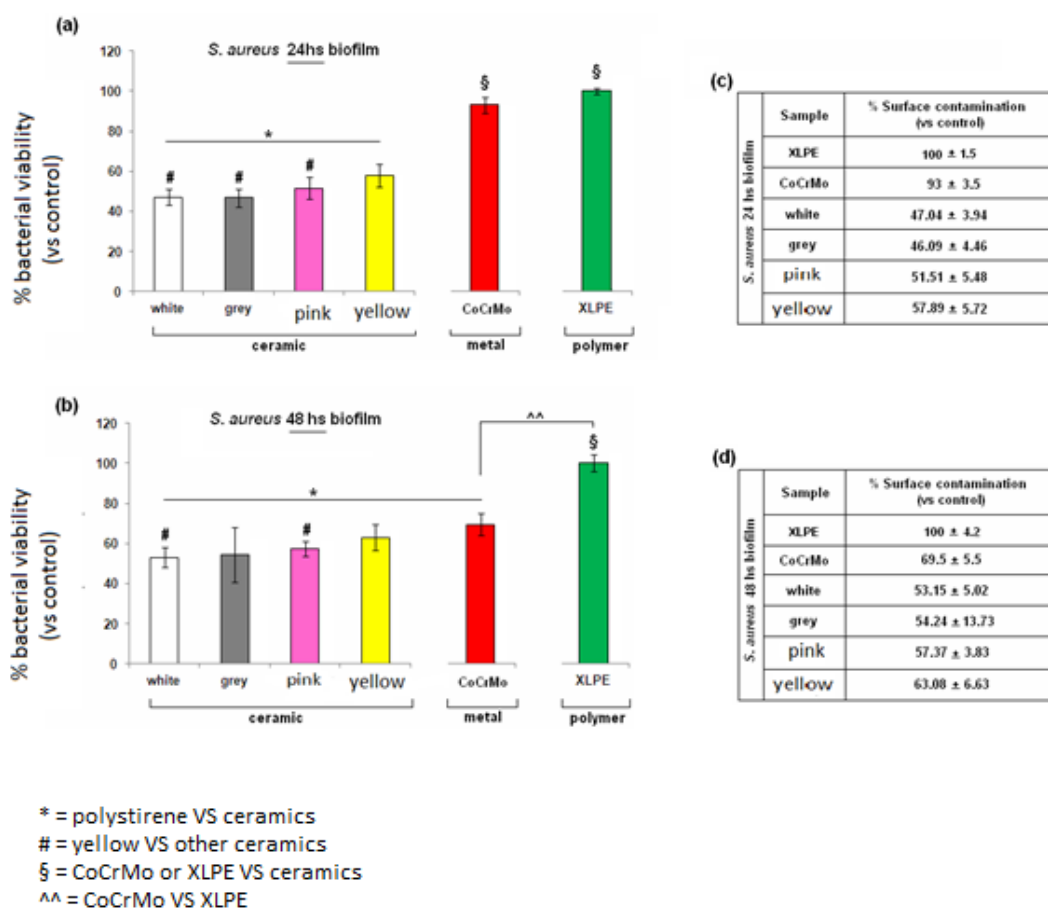 (a)
S. aureus 24hs biofilm
% bacterial viability
(vs control)
120
100
80
60
40
20
0
*
#
#
#
§
§
white
grey
pink
yellow
CoCrMo
XLPE
ceramic
metal
polymer
(c)
S. aureus 24 hs biofilm
Sample % Surface contamination
(vs control)
XLPE 100 ± 1.5
CoCrMo 93 ± 3.5
white 47.04 ± 3.94
grey 46.09 ± 4.46
pink 51.51 ± 5.48
yellow 57.89 ± 5.72
(b)
S. aureus 48 hs biofilm
% bacterial viability
(vs control)
120
100
80
60
40
20
0
*
#
#
^^
§
white
grey
pink
yellow
CoCrMo
XLPE
ceramic
metal
polymer
(d)
S. aureus 48 hs biofilm
Sample % Surface contamination
(vs control)
XLPE 100 ± 4.2
CoCrMo 69.5 ± 5.5
white 53.15 ± 5.02
grey 54.24 ± 13.73
pink 57.37 ± 3.83
yellow 63.08 ± 6.63
* = polystirene VS ceramics
# = yellow VS other ceramics
§ = CoCrMo or XLPE VS ceramics
^^ = CoCrMo VS XLPE